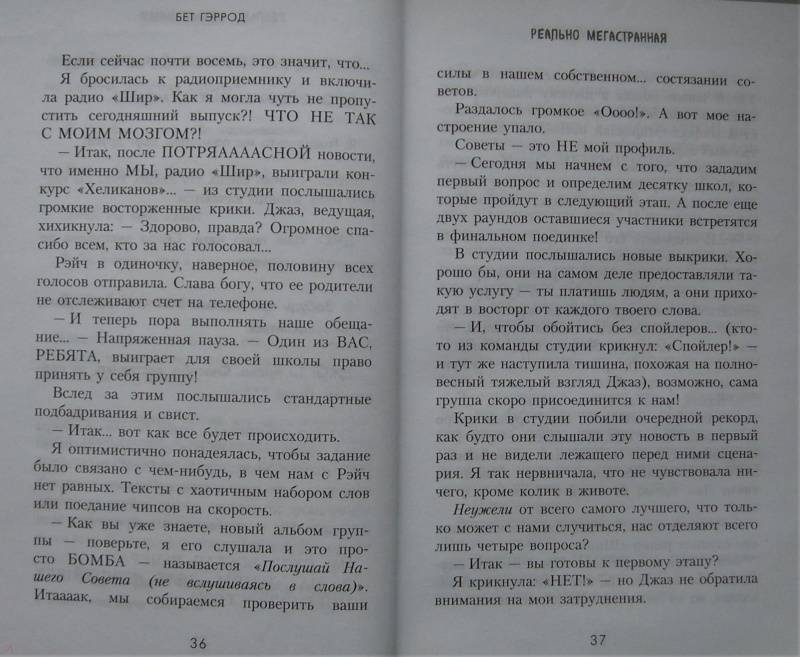 БЕТ ГЭРРОД
Если сейчас почти восемь, это значит, что...
Я бросилась к радиоприемнику и включи-
ла радио «Шир». Как я могла чуть не пропу-
стить сегодняшний выпуск?! ЧТО НЕ ТАК
С МОИМ МОЗГОМ?!
— Итак, после ПОТРЯААААСНОЙ новости,
что именно МЫ, радио «Шир», выиграли кон-
курс «Хеликанов»... — из студии послышались
громкие восторженные крики. Джаз, ведущая,
хихикнула: — Здорово, правда? Огромное спа-
сибо всем, кто за нас голосовал...
Рэйч в одиночку, наверное, половину всех
голосов отправила. Слава богу, что ее родители
не отслеживают счет на телефоне.
— И теперь пора выполнять наше обеща-
ние... — Напряженная пауза. — Один из ВАС,
РЕБЯТА, выиграет для своей школы право
принять у себя группу!
Вслед за этим послышались стандартные
подбадривания и свист.
— Итак... вот как все будет происходить.
Я оптимистично понадеялась, чтобы задание
было связано с чем-нибудь, в чем нам с Рэйч
нет равных. Тексты с хаотичным набором слов
или поедание чипсов на скорость.
— Как вы уже знаете, новый альбом груп-
пы — поверьте, я его слушала и это про-
сто БОМБА — называется «Послушай На-
шего Совета (не вслушиваясь в слова)».
Итаааак, мы собираемся проверить ваши
36
РЕАЛЬНО МЕГАСТРАННАЯ
силы в нашем собственном... состязании со-
ветов.
Раздалось громкое «Оооо!». А вот мое на-
строение упало.
Советы — это НЕ мой профиль.
— Сегодня мы начнем с того, что зададим
первый вопрос и определим десятку школ, ко-
торые пройдут в следующий этап. А после еще
двух раундов оставшиеся участники встретятся
в финальном поединке!
В студии послышались новые выкрики. Хо-
рошо бы, они на самом деле предоставляли та-
кую услугу — ты платишь людям, а они прихо-
дят в восторг от каждого твоего слова.
— И, чтобы обойтись без спойлеров... (кто-
то из команды студии крикнул: «Спойлер!» —
и тут же наступила тишина, похожая на полно-
весный тяжелый взгляд Джаз), возможно, сама
группа скоро присоединится к нам!
Крики в студии побили очередной рекорд,
как будто они слышали эту новость в первый
раз и не видели лежащего перед ними сцена-
рия. Я так нервничала, что не чувствовала ни-
чего, кроме колик в животе.
Неужели от всего самого лучшего, что толь-
ко может с нами случиться, нас отделяют всего
лишь четыре вопроса?
— Итак — вы готовы к первому этапу?
Я крикнула: «НЕТ!» — но Джаз не обратила
внимания на мои затруднения.
37